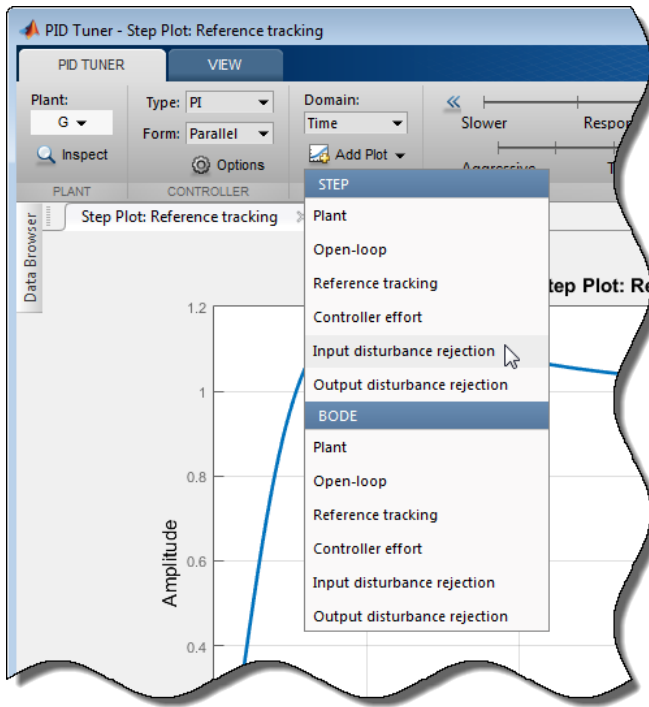 PID Tuner - Step Plot: Reference tracking
PID TUNER VIEW
Plant: Type: PI Domain:
G Time Slower
Form: Parallel
Inspect Options Add Plot
PLANT CONTROLLER
STEP
Step Plot: Reference tracking
Data Browser
Plant
Open-loop
Reference tracking
Controller effort
Input disturbance rejection
Output disturbance rejection
BODE
Plant
Open-loop
Reference tracking
Controller effort
Input disturbance rejection
Output disturbance rejection
1.2
1
0.8
0.6
0.4
Amplitude